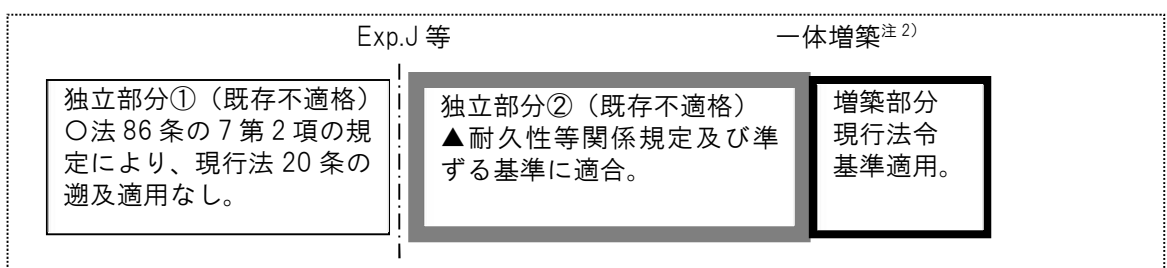 Exp.J 等
一体増築注 2)
独立部分①（既存不適格）
〇法 86 条の 7 第 2 項の規
定により、現行法 20 条の
遡及適用なし。
独立部分②（既存不適格）
▲耐久性等関係規定及び準
ずる基準に適合。
増築部分
現行法令
基準適用。